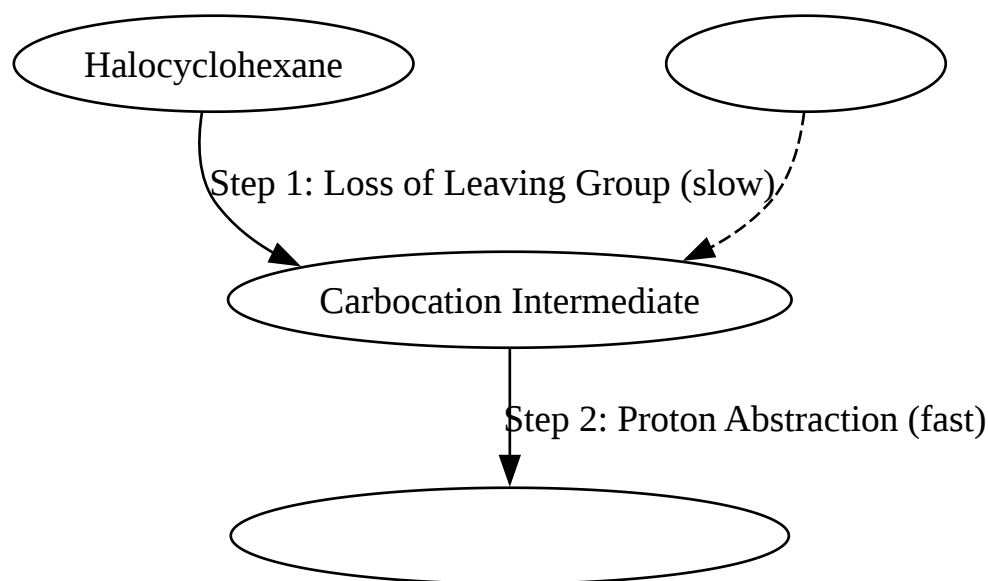 Halocyclohexane
Step 1: Loss of Leaving Group (slow)
Carbocation Intermediate
Step 2: Proton Abstraction (fast)